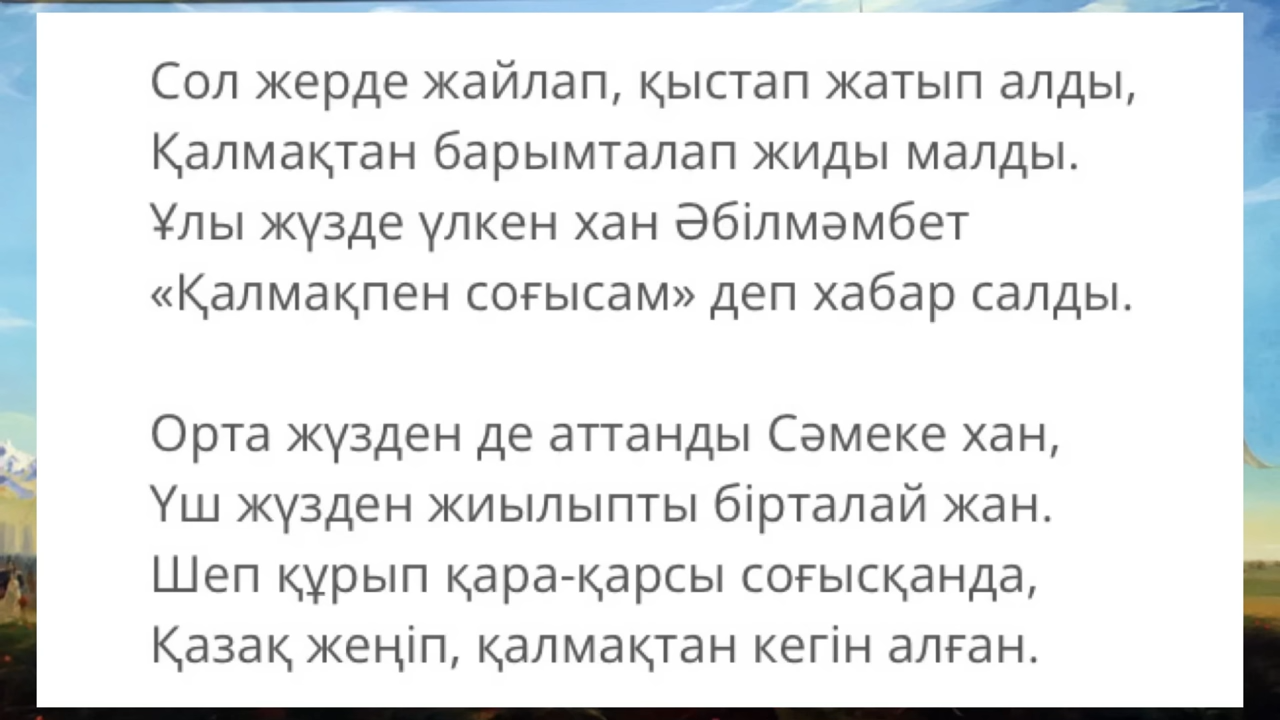 Сол жерде жайлап, қыстап жатып алды,
Қалмақтан барымталап жиды малды.
Ұлы жүзде үлкен хан Әбілмәмбет
«Қалмақпен соғысам» деп хабар салды.
Орта жүзден де аттанды Сәмеке хан,
Үш жүзден жиылыпты бірталай жан.
Шеп құрып қара-қарсы соғысқанда,
Қазақ жеңіп, қалмақтан кегін алған.